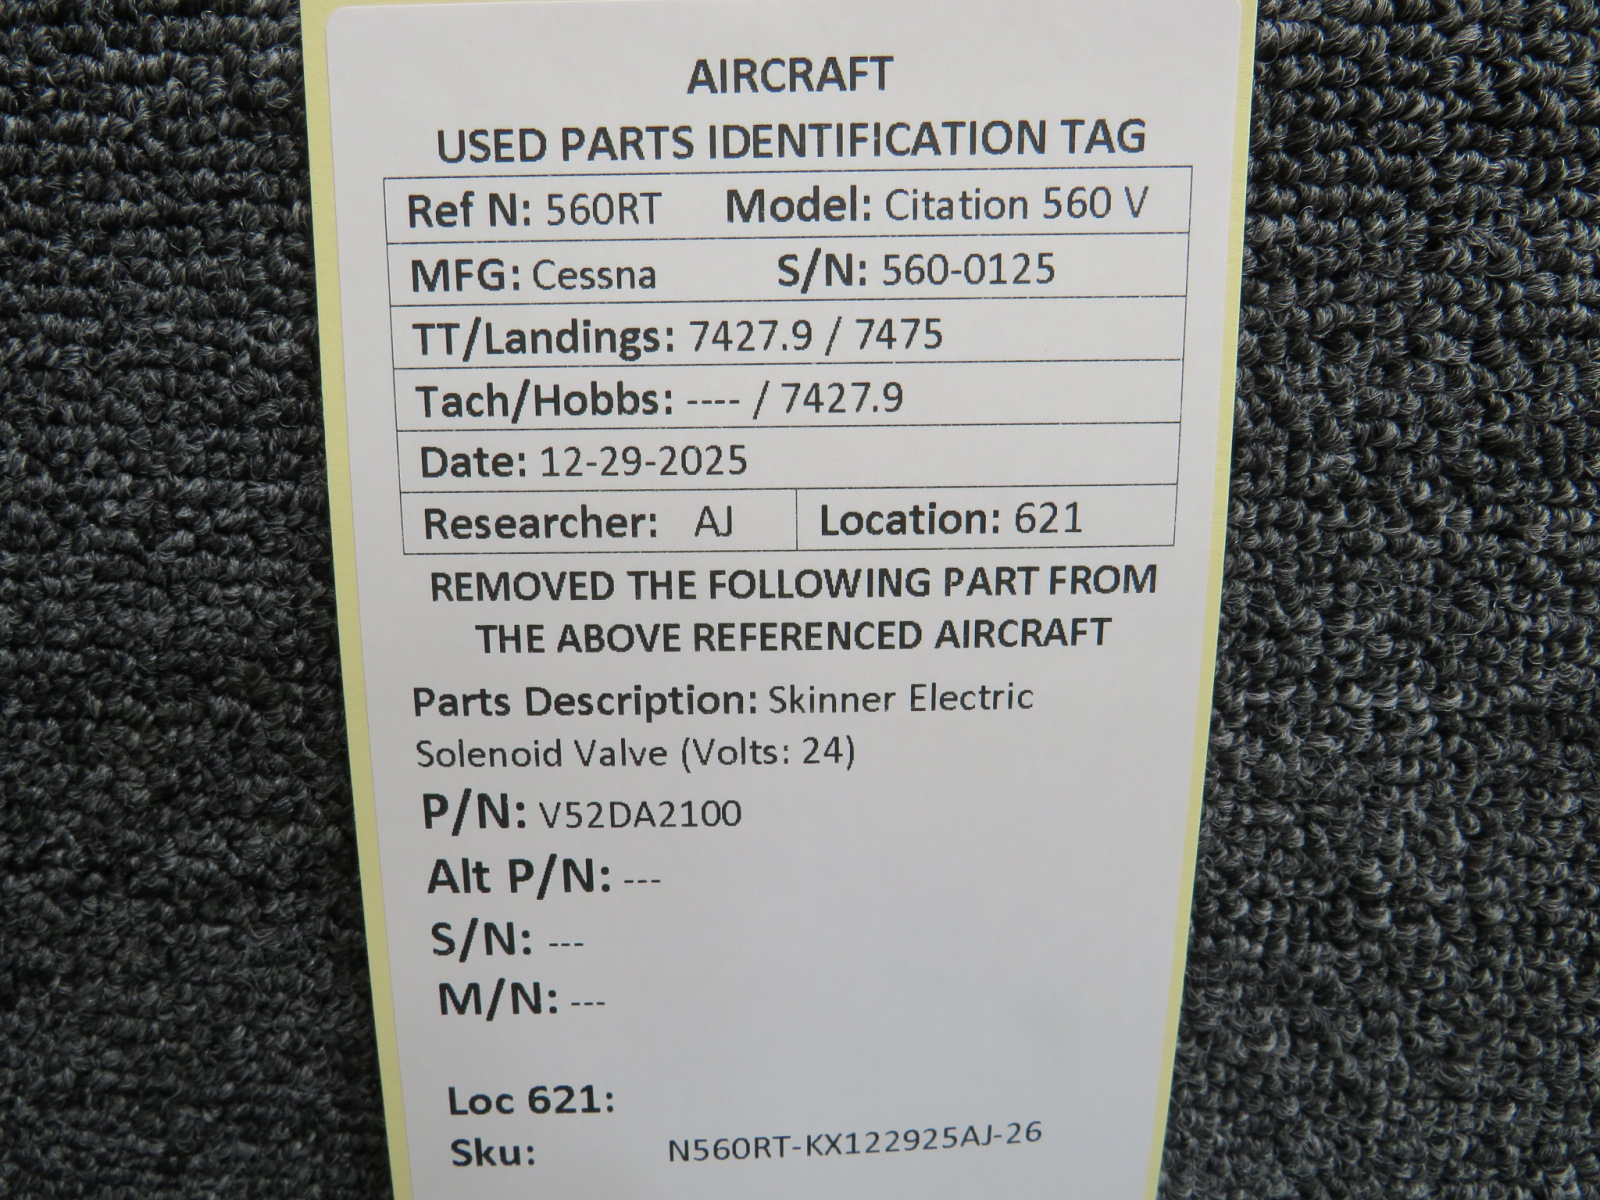 AIRCRAFT
USED PARTS IDENTIFICATION TAG
Ref N: 560RT Model: Citation 560 V
MFG: Cessna S/N: 560-0125
TT/Landings: 7427.9 / 7475
Tach/Hobbs: ---- / 7427.9
Date: 12-29-2025
Researcher: AJ Location: 621
REMOVED THE FOLLOWING PART FROM
THE ABOVE REFERENCED AIRCRAFT
Parts Description: Skinner Electric
Solenoid Valve (Volts: 24)
P/N: V52DA2100
Alt P/N: ---
S/N: ---
M/N: ---
Loc 621:
Sku: N560RT-KX122925AJ-26